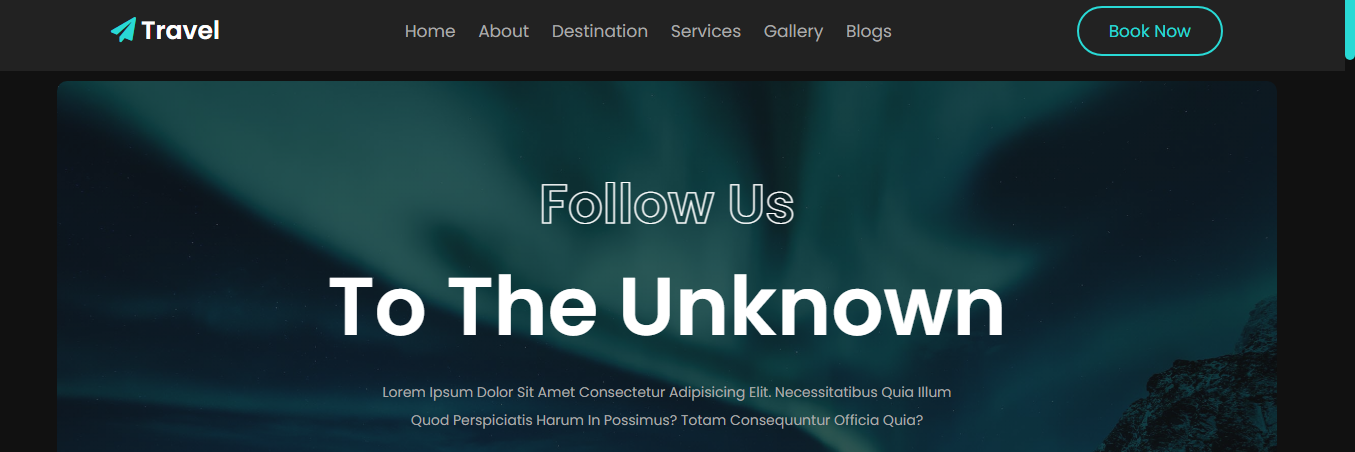 Travel
Home About Destination Services Gallery Blogs
Book Now
Follow Us
To The Unknown
Lorem Ipsum Dolor Sit Amet Consectetur Adipisicing Elit. Necessitatibus Quia Illum
Quod Perspiciatis Harum In Possimus? Totam Consequuntur Officia Quia?